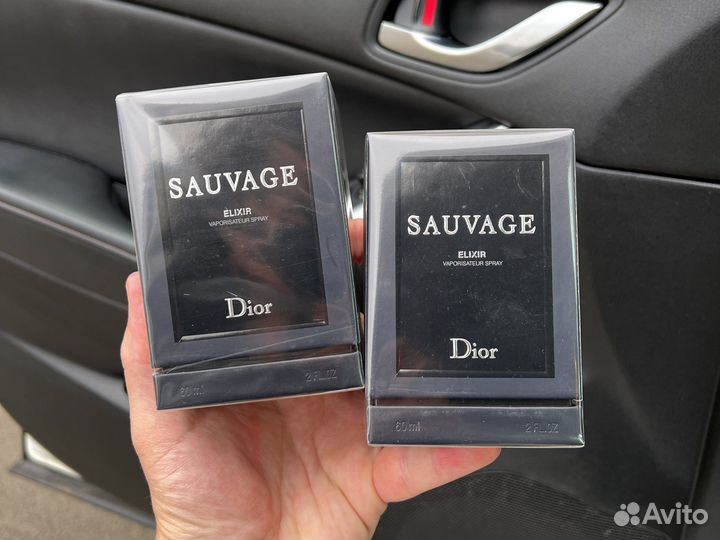 SAUVAGE
ELIXIR
VAPORISATEUR SPRAY
Dior
60 ml
2 FL.OZ
SAUVAGE
ELIXIR
VAPORISATEUR SPRAY
Dior
60 ml
2 FL.OZ
Avito